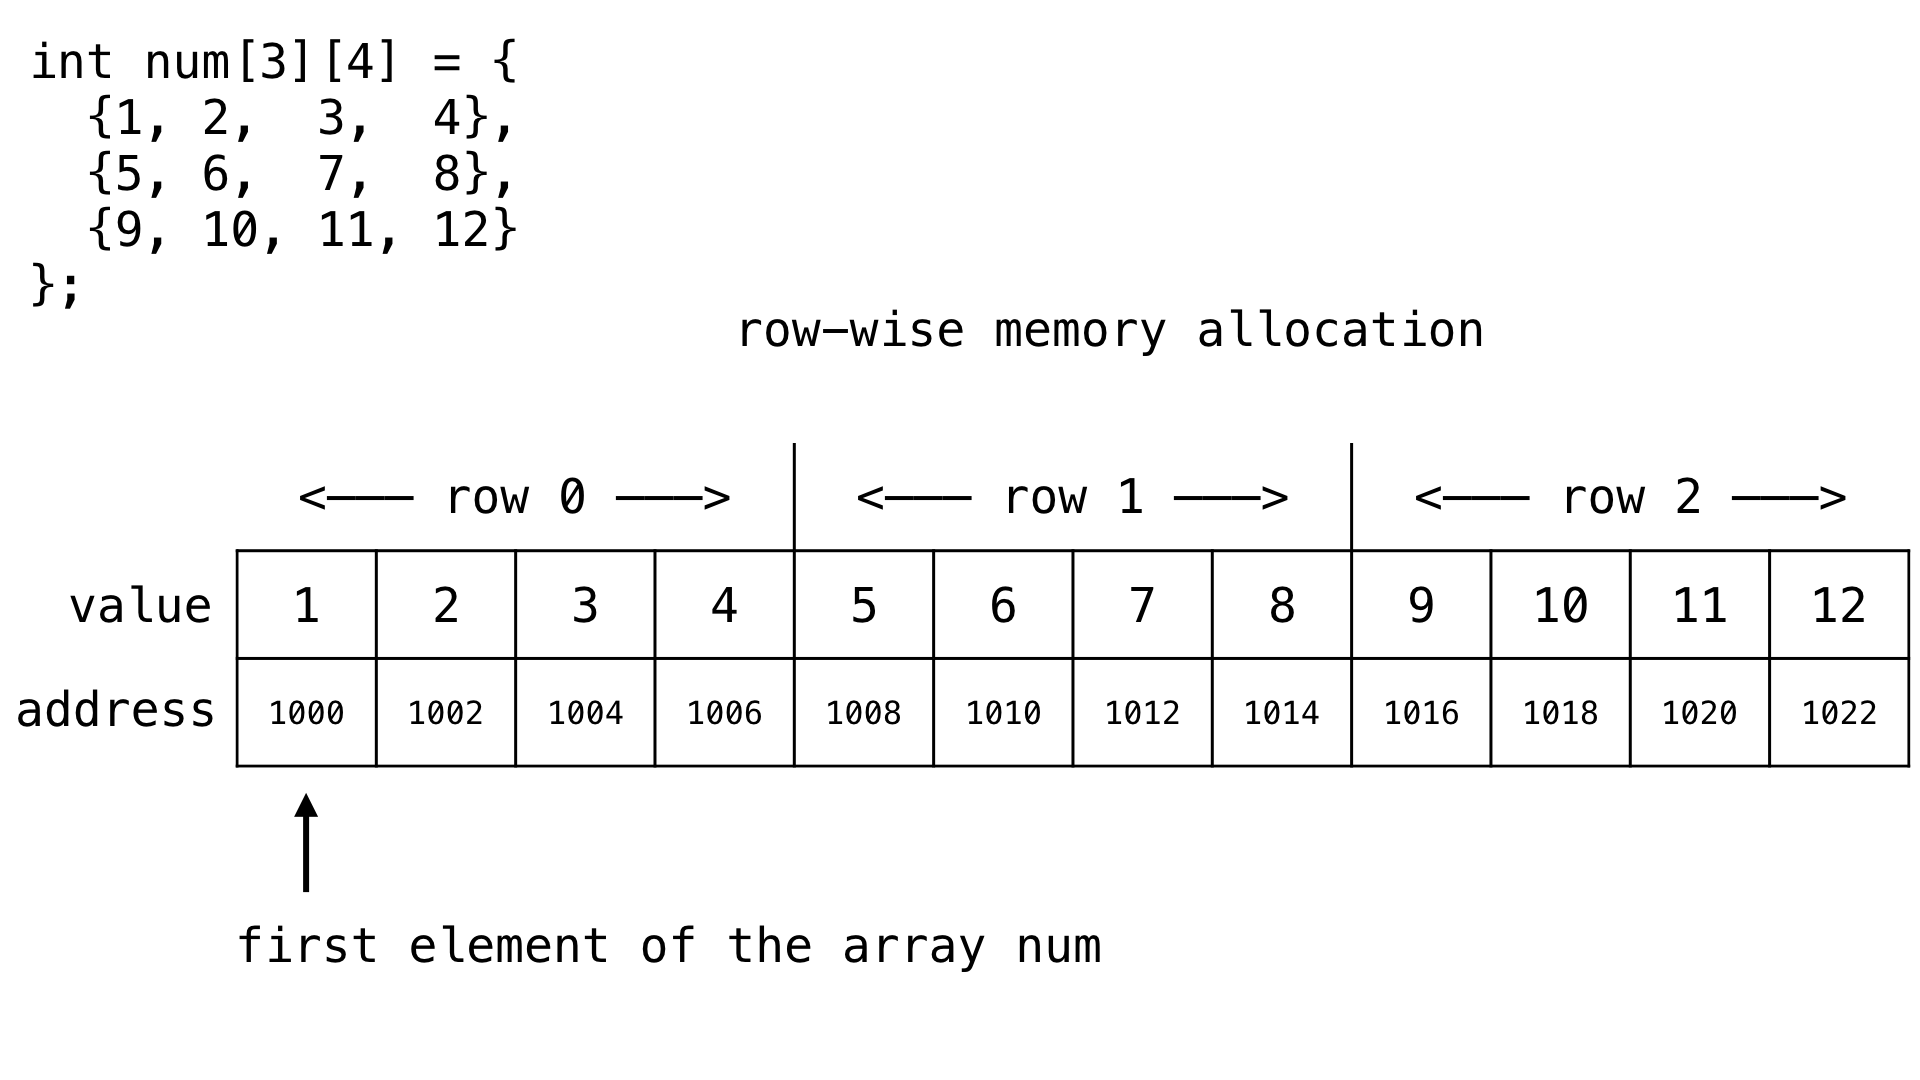 int num[3][4] = {
  {1, 2,  3,  4},
  {5, 6,  7,  8},
  {9, 10, 11, 12}
};
row-wise memory allocation
<--- row 0 ---> <--- row 1 ---> <--- row 2 --->
value 1 2 3 4 5 6 7 8 9 10 11 12
address 1000 1002 1004 1006 1008 1010 1012 1014 1016 1018 1020 1022
first element of the array num